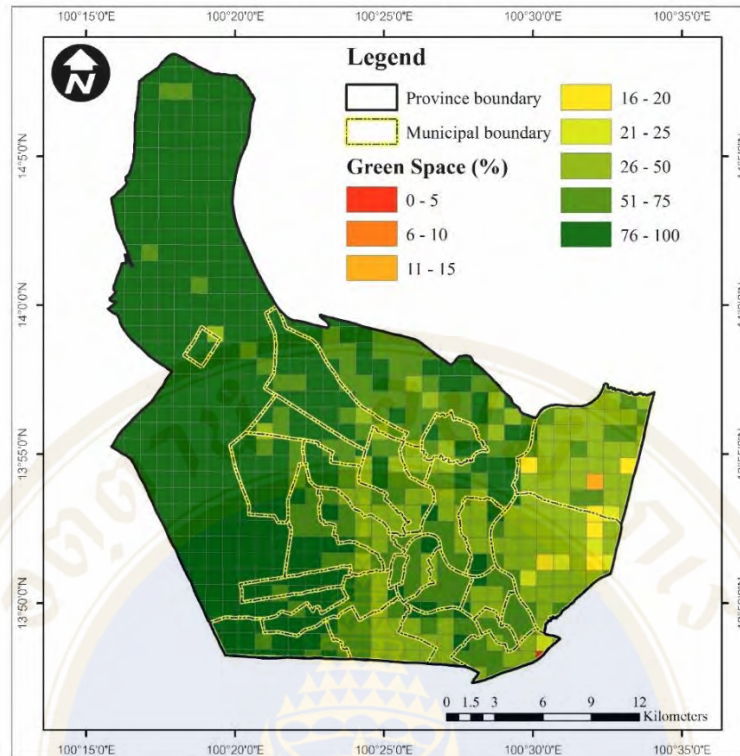 100°15'0"E 100°20'0"E 100°25'0"E 100°30'0"E 100°35'0"E
N
Legend
Province boundary
Municipal boundary
Green Space (%)
0 - 5
6 - 10
11 - 15
16 - 20
21 - 25
26 - 50
51 - 75
76 - 100
14°5'0"N
14°0'0"N
13°55'0"N
13°50'0"N
0 1.5 3 6 9 12
Kilometers
100°15'0"E 100°20'0"E 100°25'0"E 100°30'0"E 100°35'0"E